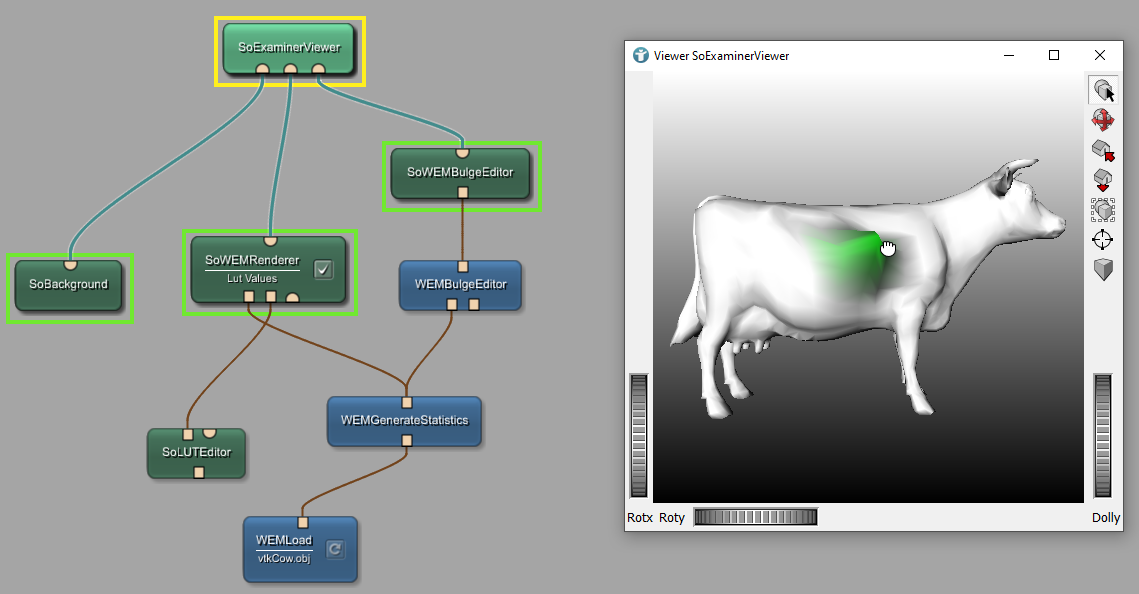 SoExaminerViewer
SoWEMBulgeEditor
SoWEMRenderer
Lut Values
SoBackground
WEMBulgeEditor
WEMGenerateStatistics
SoLUTEditor
WEMLoad
vtkCow.obj
Viewer SoExaminerViewer
Rotx Roty
Dolly